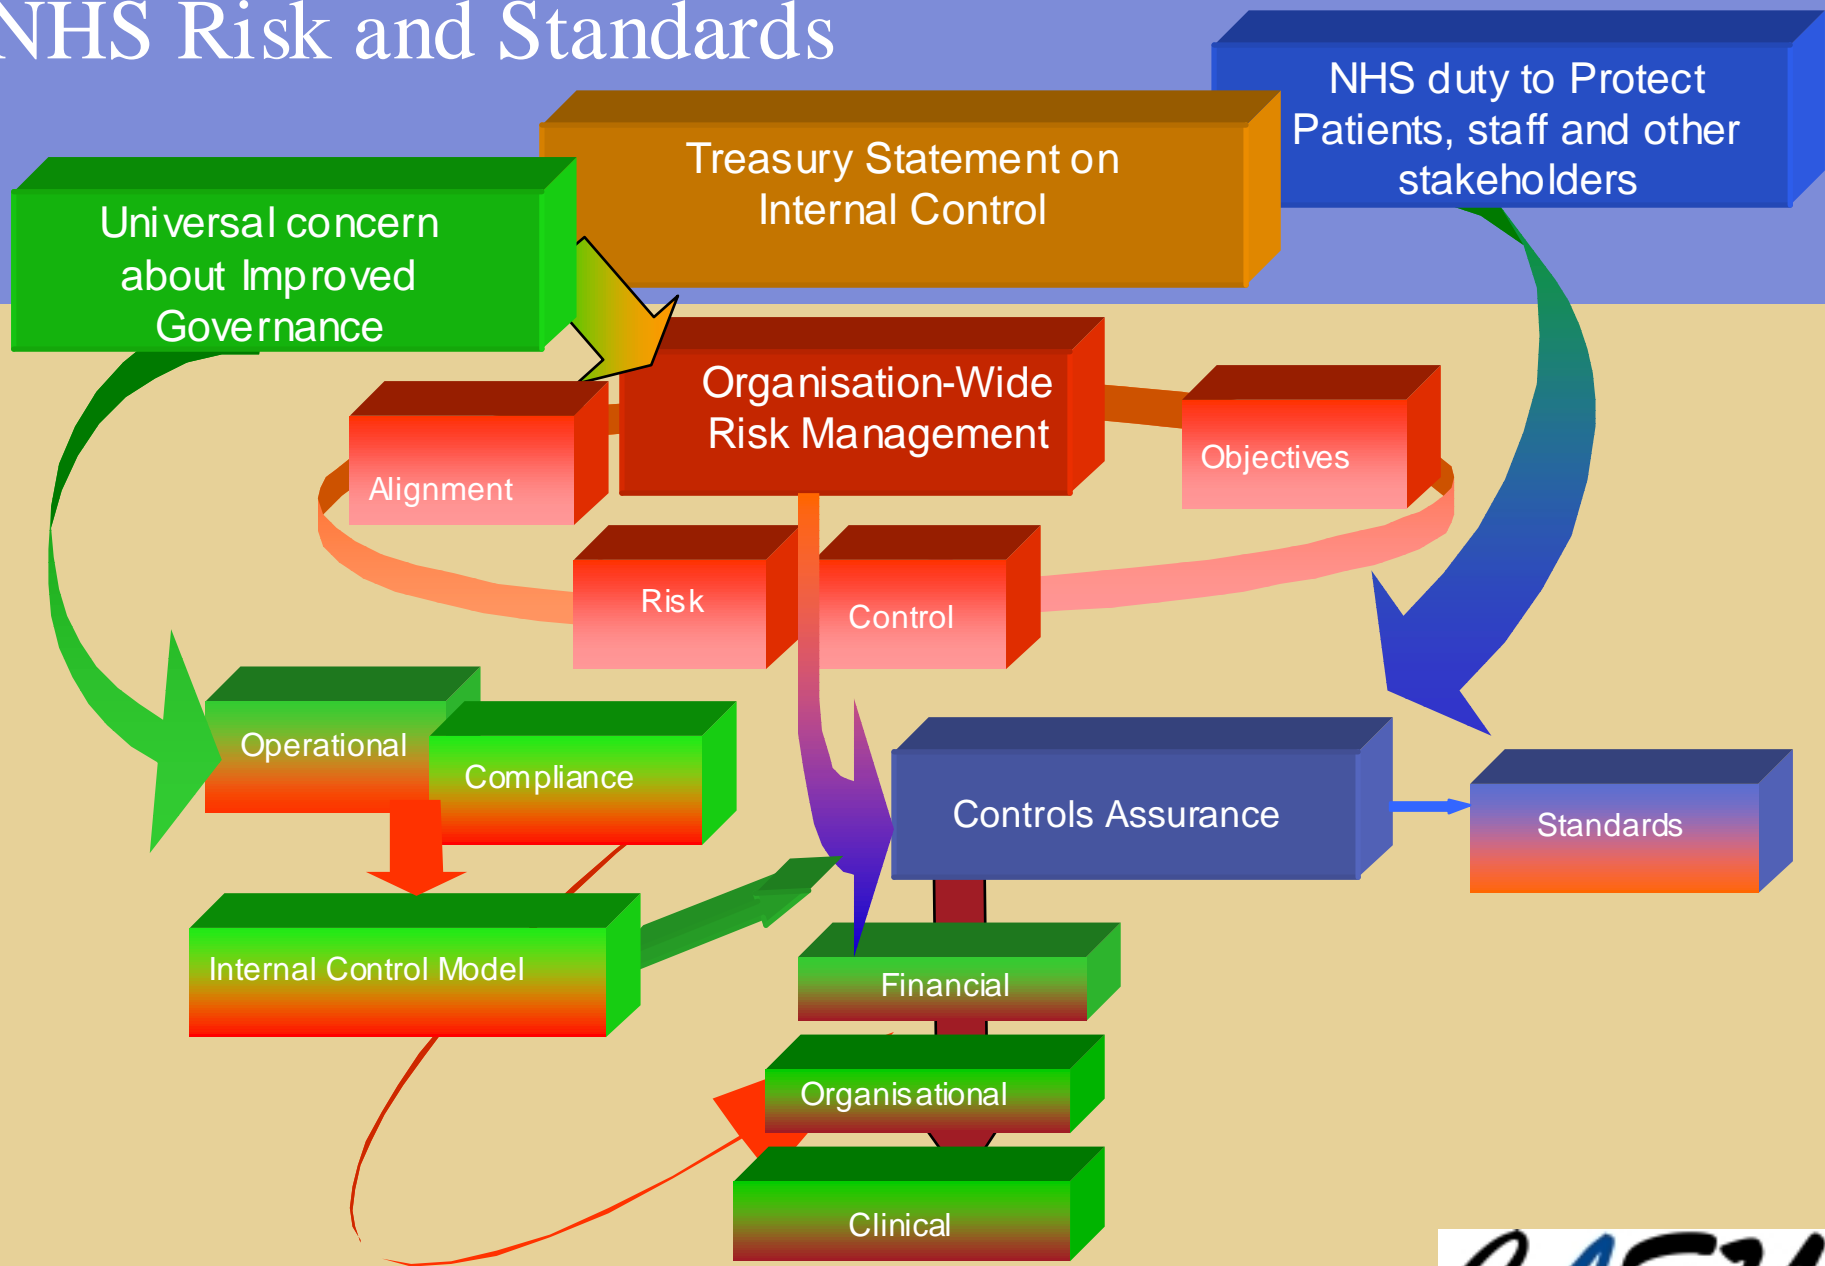 NHS Risk and Standards
NHS duty to Protect
Patients, staff and other
stakeholders
Treasury Statement on
Internal Control
Universal concern
about Improved
Governance
Organisation-Wide
Risk Management
Objectives
Alignment
Risk
Control
Operational
Compliance
Controls Assurance
Standards
Internal Control Model
Financial
Organisational
Clinical